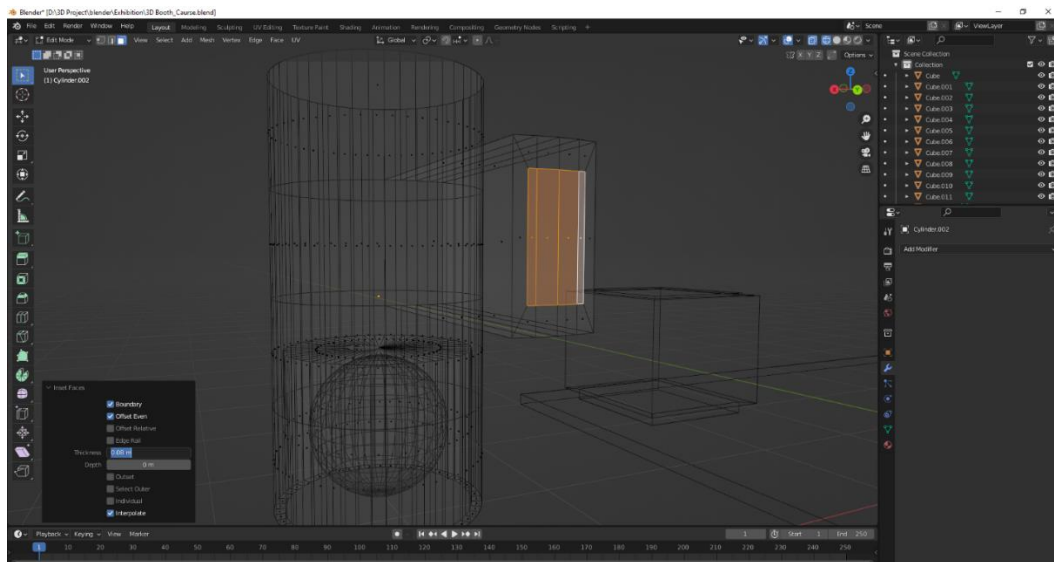 Blender* [D:\3D Project\blender\Exhibition\3D Booth_Caurse.blend]
File Edit Render Window Help Layout Modeling Sculpting UV Editing Texture Paint Shading Animation Rendering Compositing Geometry Nodes Scripting + Scene ViewLayer
Edit Mode View Select Add Mesh Vertex Edge Face UV Global
X Y Z Options
User Perspective
(1) Cylinder.002
Z
Scene Collection
Collection
Cube
Cube.001
Cube.002
Cube.003
Cube.004
Cube.005
Cube.006
Cube.007
Cube.008
Cube.009
Cube.010
Cube.011
Cylinder.002
Add Modifier
Inset Faces
Boundary
Offset Even
Offset Relative
Edge Rail
Thickness 0.00 m
Depth 0 m
Outset
Select Outer
Individual
Interpolate
Playback Keying View Marker 1 Start 1 End 250
1 10 20 30 40 50 60 70 80 90 100 110 120 130 140 150 160 170 180 190 200 210 220 230 240 250